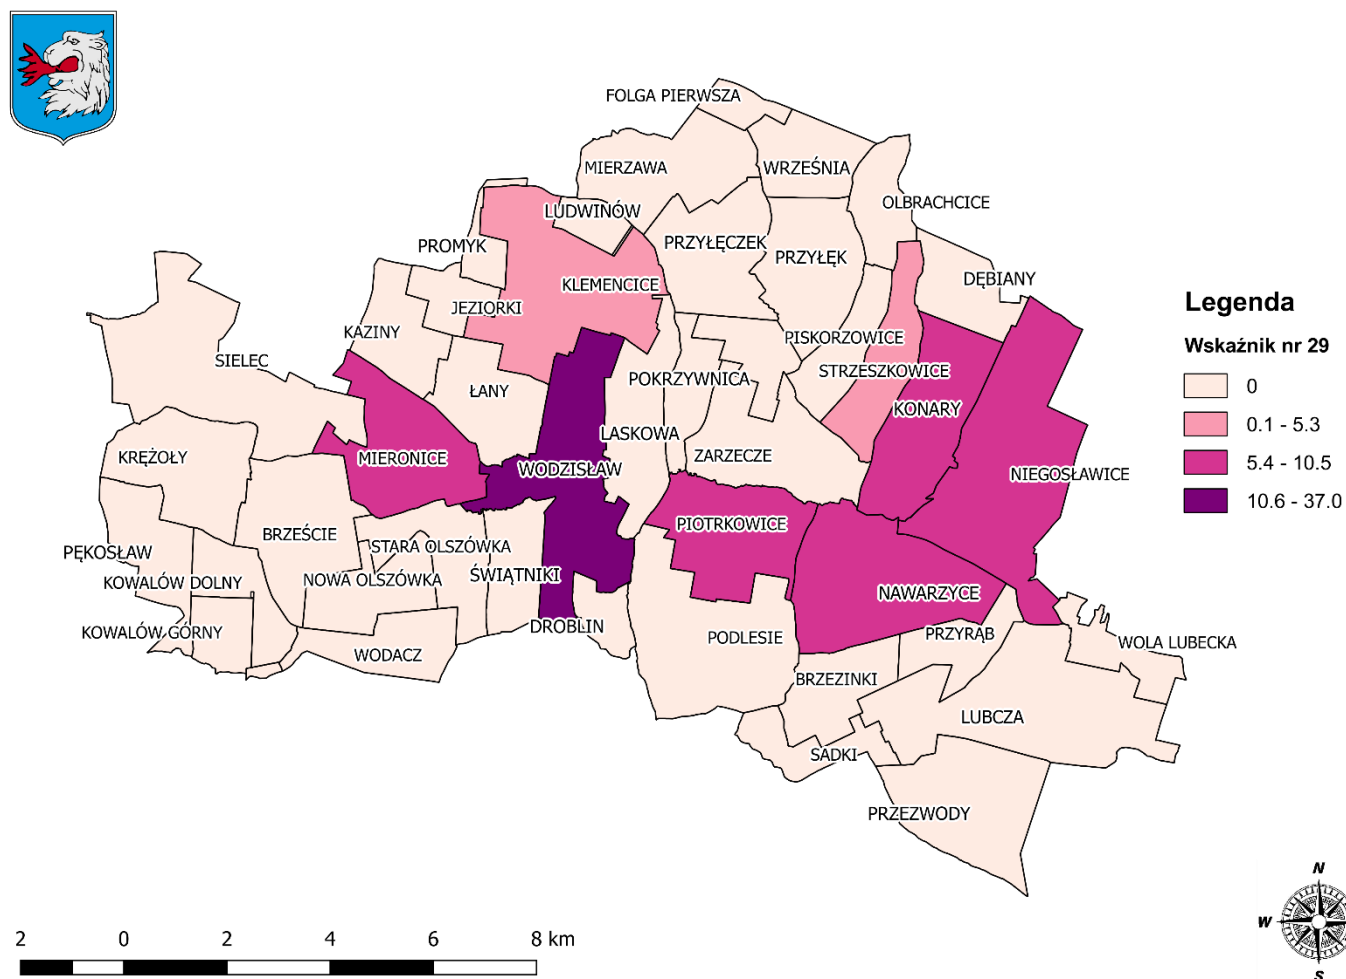 FOLGA PIERWSZA
MIERZAWA
WRZEŚNIA
OLBRACHCICE
LUDWINÓW
PROMYK
PRZYŁĘCZEK
PRZYŁĘK
DĘBIANY
KLEMENCICE
JEZIORKI
KAZINY
SIELEC
PISKORZOWICE
STRZESZKOWICE
POKRZYWNICA
ŁANY
KONARY
LASKOWA
ZARZECZE
KRĘŻOŁY
MIERONICE
WODZISŁAW
NIEGOSŁAWICE
PIOTRKOWICE
BRZEŚCIE
STARA OLSZÓWKA
PĘKOSŁAW
KOWALÓW DOLNY
NOWA OLSZÓWKA
ŚWIĄTNIKI
NAWARZYCE
KOWALÓW GÓRNY
DROBLIN
PODLESIE
PRZYRĄB
WOLA LUBECKA
WODACZ
BRZEZINKI
LUBCZA
SADKI
PRZEZWODY
Legenda
Wskaźnik nr 29
0
0.1 - 5.3
5.4 - 10.5
10.6 - 37.0
2 0 2 4 6 8 km
N
W
S